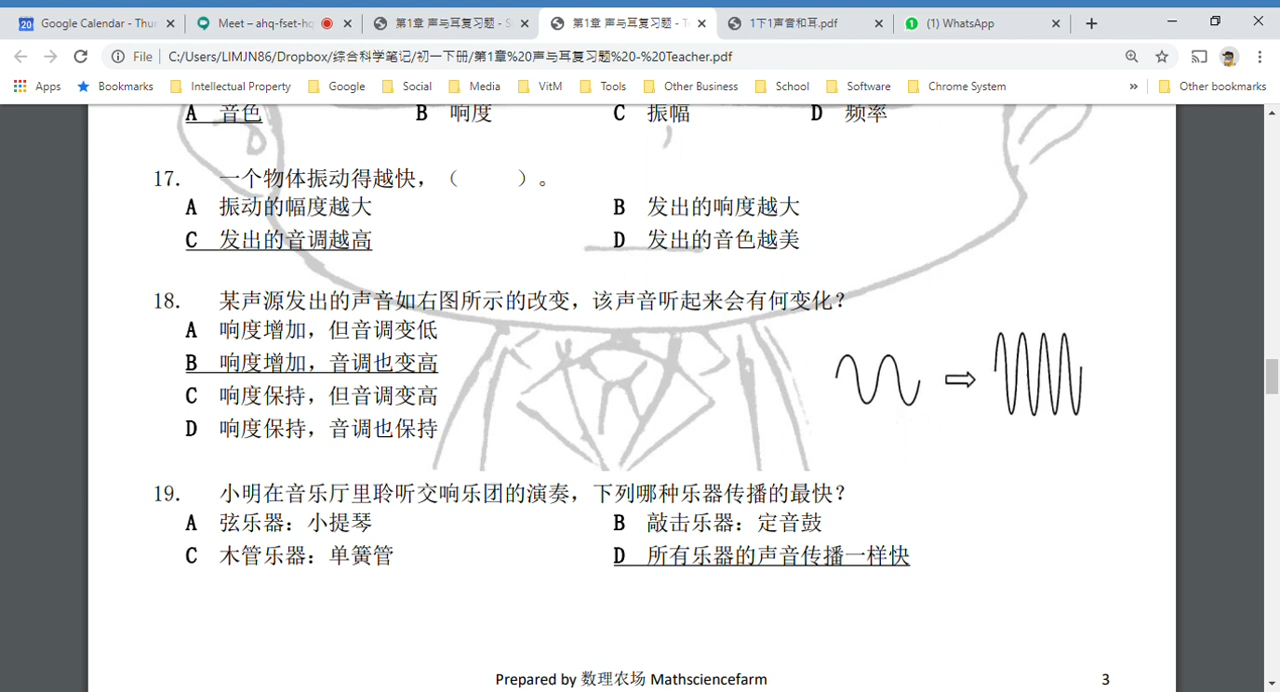 Google Calendar - Thu
Meet – ahq-fset-hq
第1章 声与耳复习题 - S
第1章 声与耳复习题 - T
1下1声音和耳.pdf
(1) WhatsApp
File
C:/Users/LIMJN86/Dropbox/综合科学笔记/初一下册/第1章%20声与耳复习题%20-%20Teacher.pdf
Apps Bookmarks Intellectual Property Google Social Media VitM Tools Other Business School Software Chrome System » Other bookmarks
A 音色 B 响度 C 振幅 D 频率
17. 一个物体振动得越快，（ ）。
A 振动的幅度越大 B 发出的响度越大
C 发出的音调越高 D 发出的音色越美
18. 某声源发出的声音如右图所示的改变，该声音听起来会有何变化？
A 响度增加，但音调变低
B 响度增加，音调也变高
C 响度保持，但音调变高
D 响度保持，音调也保持
19. 小明在音乐厅里聆听交响乐团的演奏，下列哪种乐器传播的最快？
A 弦乐器：小提琴 B 敲击乐器：定音鼓
C 木管乐器：单簧管 D 所有乐器的声音传播一样快
Prepared by 数理农场 Mathsciencefarm 3